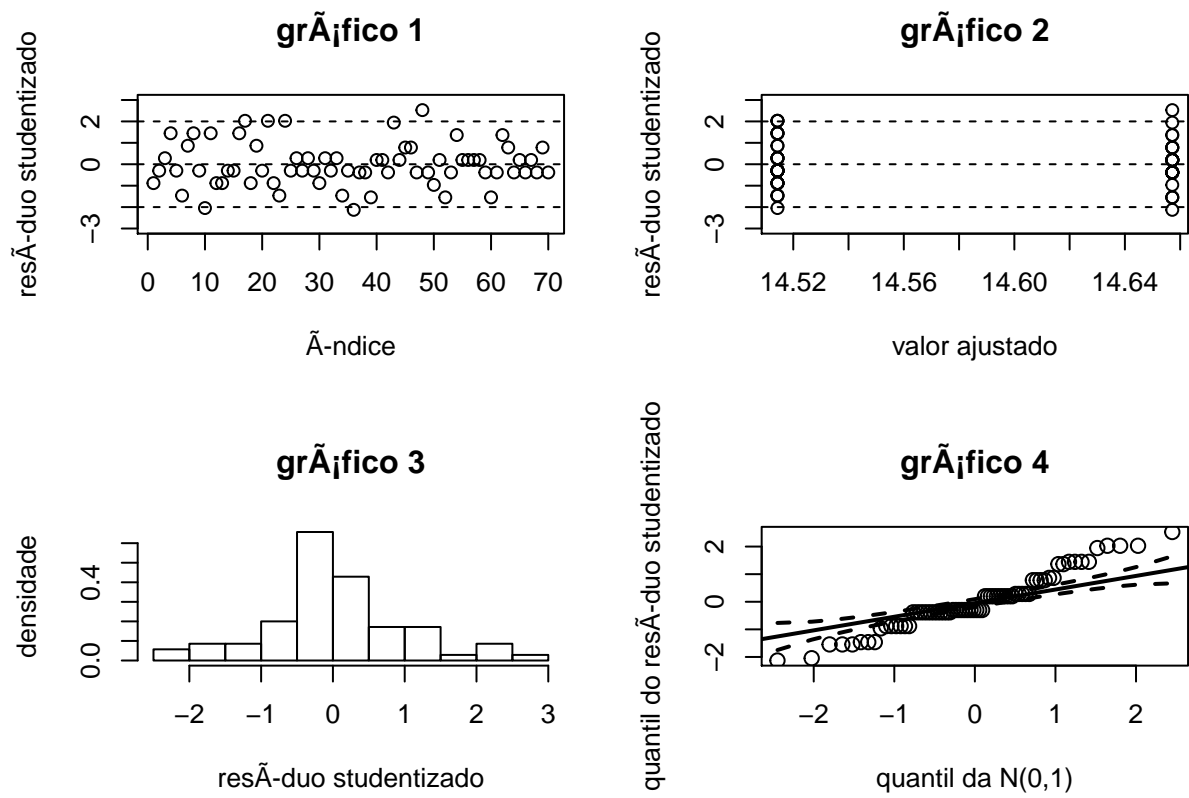 grÃ¡fico 1
resÃ-duo studentizado
2
0
−3
0 10 20 30 40 50 60 70
Ã-ndice
grÃ¡fico 2
resÃ-duo studentizado
2
0
−3
14.52 14.56 14.60 14.64
valor ajustado
grÃ¡fico 3
densidade
0.4
0.0
−2 −1 0 1 2 3
resÃ-duo studentizado
grÃ¡fico 4
quantil do resÃ-duo studentizado
2
0
−2
−2 −1 0 1 2
quantil da N(0,1)